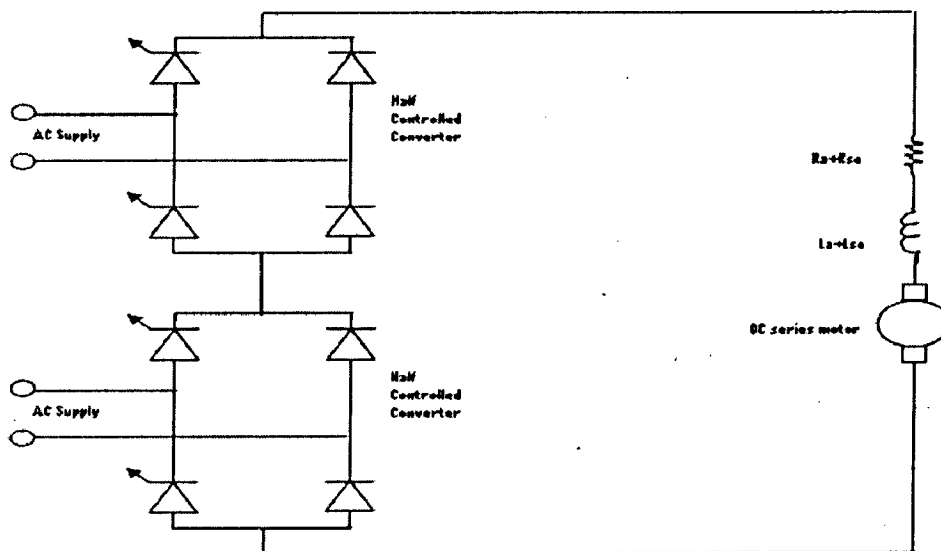 Half
Controlled
Converter
AC Supply
Ra+Rse
La+Lse
DC series motor
Half
Controlled
Converter
AC Supply